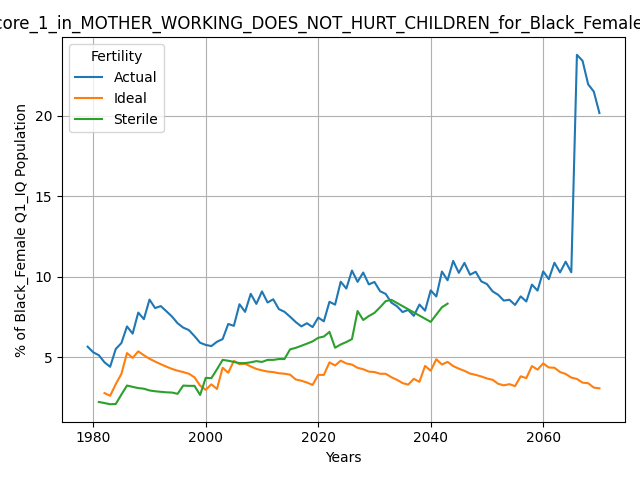 core_1_in_MOTHER_WORKING_DOES_NOT_HURT_CHILDREN_for_Black_Female
Fertility
Actual
Ideal
Sterile
% of Black_Female Q1_IQ Population
20
15
10
5
1980 2000 2020 2040 2060
Years